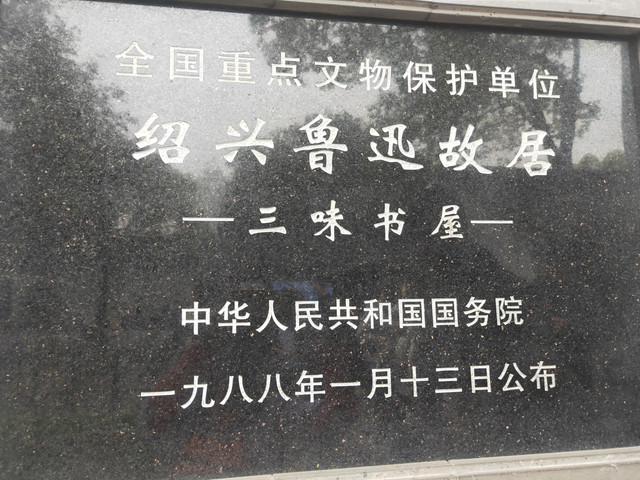 全国重点文物保护单位
绍兴鲁迅故居
—三味书屋—
中华人民共和国国务院
一九八八年一月十三日公布